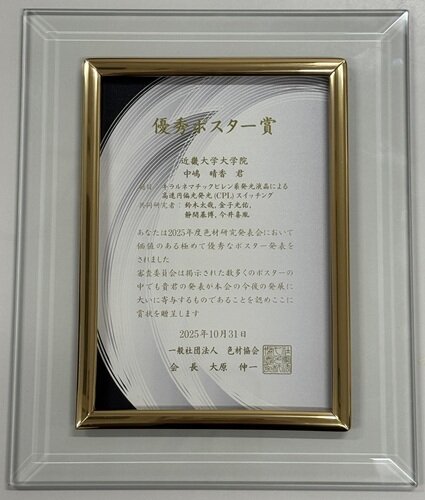 優秀ポスター賞
近畿大学大学院
中嶋 晴香 君
題目：キラルネマチックピレン系発光液晶による
高速円偏光発光(CPL)スイッチング
共同研究者：鈴木太哉，金子光佑，
静間基博，今井喜胤
あなたは2025年度色材研究発表会において
価値のある極めて優秀なポスター発表を
されました
審査委員会は掲示された数多くのポスターの
中でも貴君の発表が本会の今後の発展に
大いに寄与するものであることを認めここに
賞状を贈呈します
2025年10月31日
一般社団法人 色材協会
会 長 大原 伸一